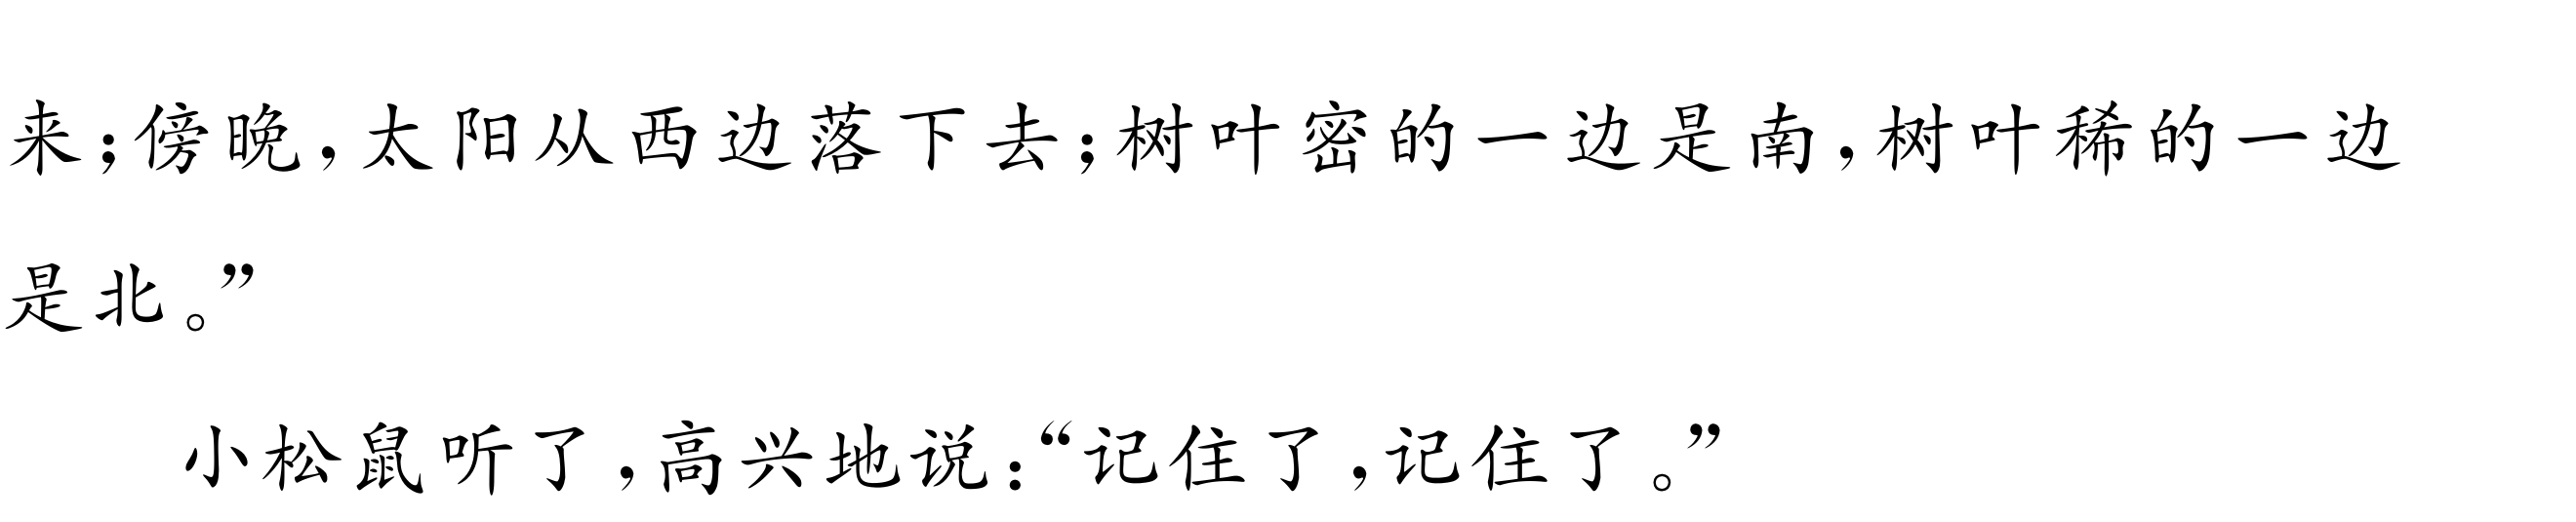 来；傍晚，太阳从西边落下去；树叶密的一边是南，树叶稀的一边
是北。”
小松鼠听了，高兴地说：“记住了，记住了。”